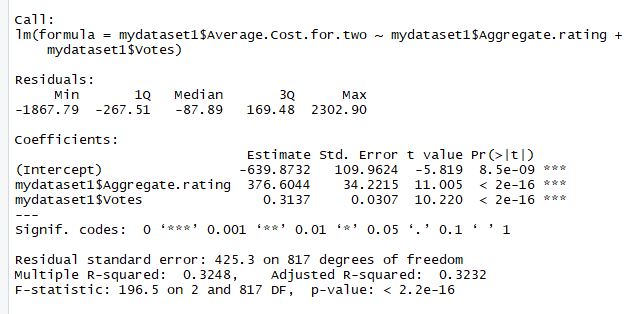 Call:
lm(formula = mydataset1$Average.Cost.for.two ~ mydataset1$Aggregate.rating +
    mydataset1$Votes)

Residuals:
     Min       1Q   Median       3Q      Max
-1867.79  -267.51   -87.89   169.48  2302.90

Coefficients:
                              Estimate Std. Error t value Pr(>|t|)
(Intercept)                  -639.8732   109.9624  -5.819  8.5e-09 ***
mydataset1$Aggregate.rating  376.6044    34.2215  11.005  < 2e-16 ***
mydataset1$Votes               0.3137     0.0307  10.220  < 2e-16 ***
---
Signif. codes:  0 ‘***’ 0.001 ‘**’ 0.01 ‘*’ 0.05 ‘.’ 0.1 ‘ ’ 1

Residual standard error: 425.3 on 817 degrees of freedom
Multiple R-squared:  0.3248,    Adjusted R-squared:  0.3232
F-statistic: 196.5 on 2 and 817 DF,  p-value: < 2.2e-16